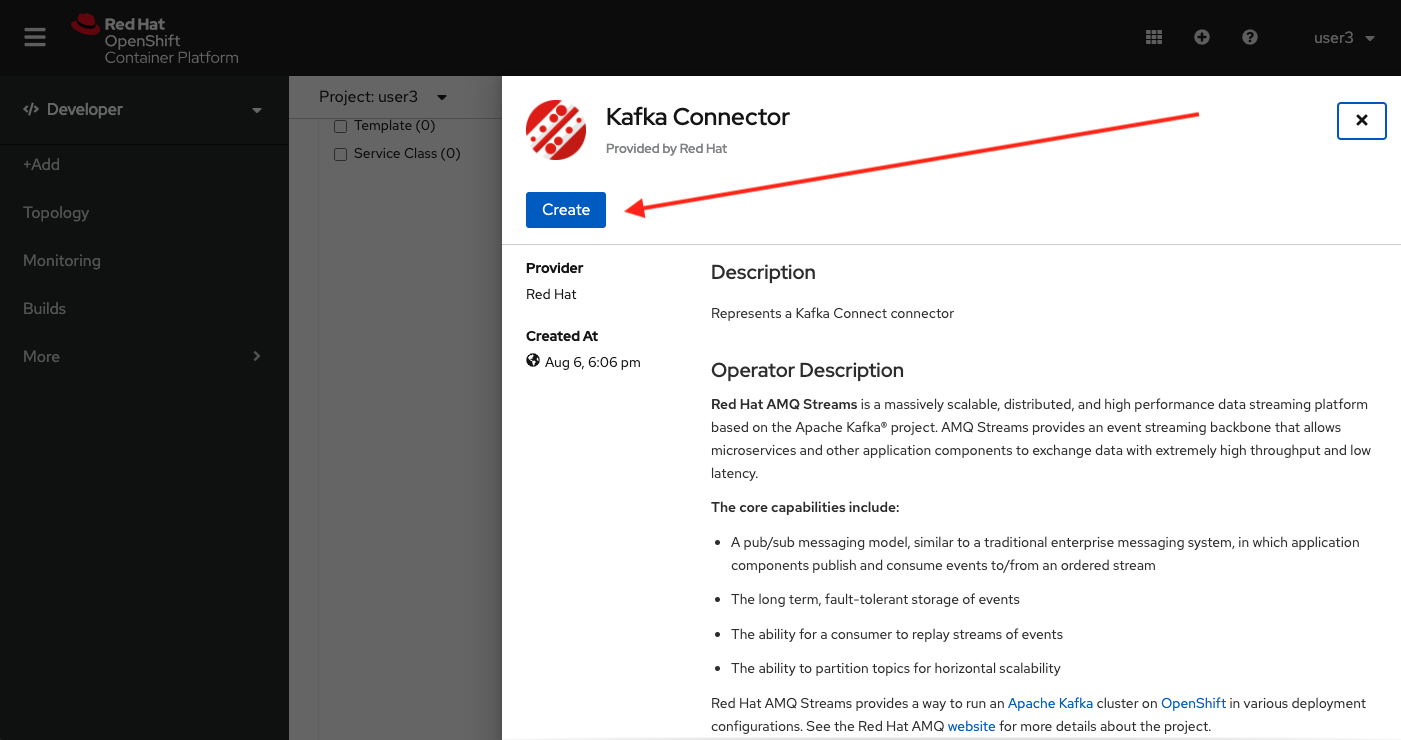 Red Hat
OpenShift
Container Platform
user3
Developer
+Add
Topology
Monitoring
Builds
More
Project: user3
Template (0)
Service Class (0)
Kafka Connector
Provided by Red Hat
Create
Provider
Red Hat
Created At
Aug 6, 6:06 pm
Description
Represents a Kafka Connect connector
Operator Description
Red Hat AMQ Streams is a massively scalable, distributed, and high performance data streaming platform
based on the Apache Kafka® project. AMQ Streams provides an event streaming backbone that allows
microservices and other application components to exchange data with extremely high throughput and low
latency.
The core capabilities include:
• A pub/sub messaging model, similar to a traditional enterprise messaging system, in which application
components publish and consume events to/from an ordered stream
• The long term, fault-tolerant storage of events
• The ability for a consumer to replay streams of events
• The ability to partition topics for horizontal scalability
Red Hat AMQ Streams provides a way to run an Apache Kafka cluster on OpenShift in various deployment
configurations. See the Red Hat AMQ website for more details about the project.